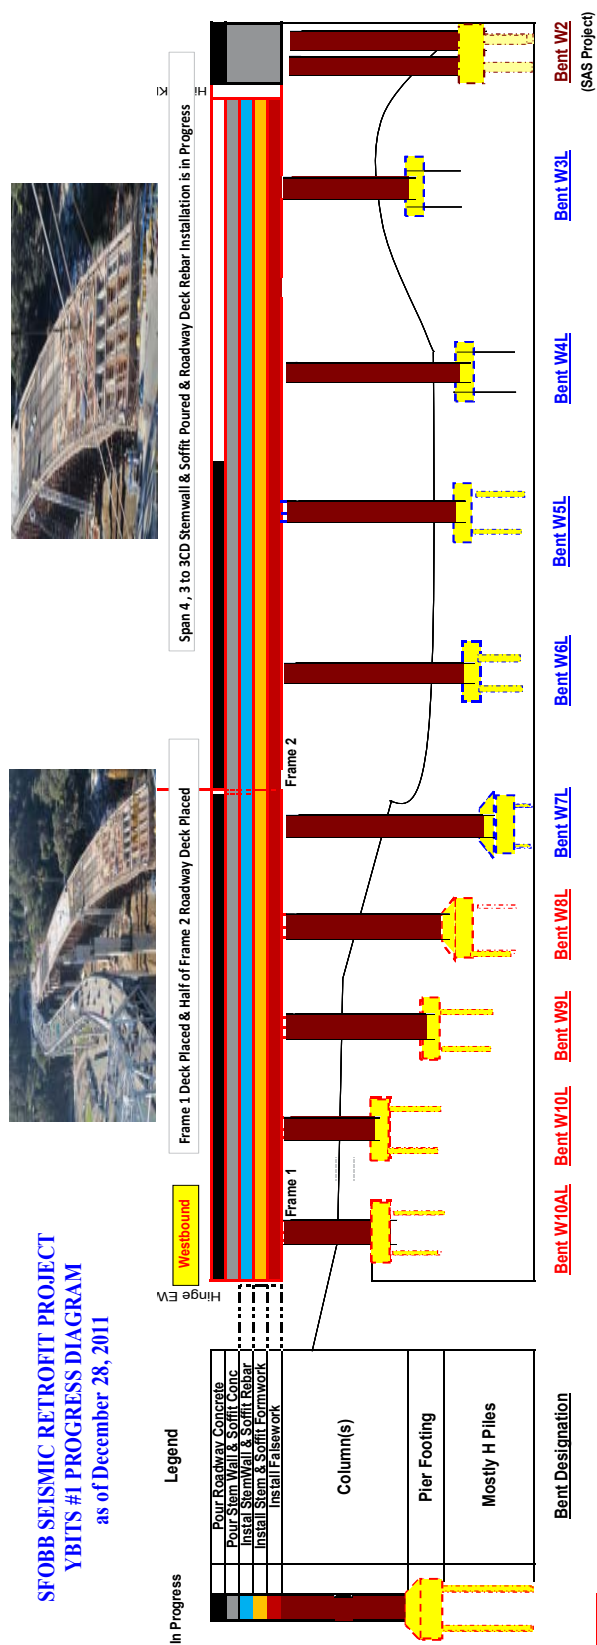 SFOBB SEISMIC RETROFIT PROJECT
YBITS #1 PROGRESS DIAGRAM
as of December 28, 2011
Westbound
Frame 1 Deck Placed & Half of Frame 2 Roadway Deck Placed
Span 4 , 3 to 3CD Stemwall & Soffit Poured & Roadway Deck Rebar Installation is in Progress
In Progress
Legend
Hinge EW
Hi
Pour Roadway Concrete
Pour Stem Wall & Soffit Conc
Instal StemWall & Soffit Rebar
Install Stem & Soffit Formwork
Install Falsework
Frame 1
Frame 2
Column(s)
Pier Footing
Mostly H Piles
Bent Designation
Bent W10AL
Bent W10L
Bent W9L
Bent W8L
Bent W7L
Bent W6L
Bent W5L
Bent W4L
Bent W3L
Bent W2
(SAS Project)